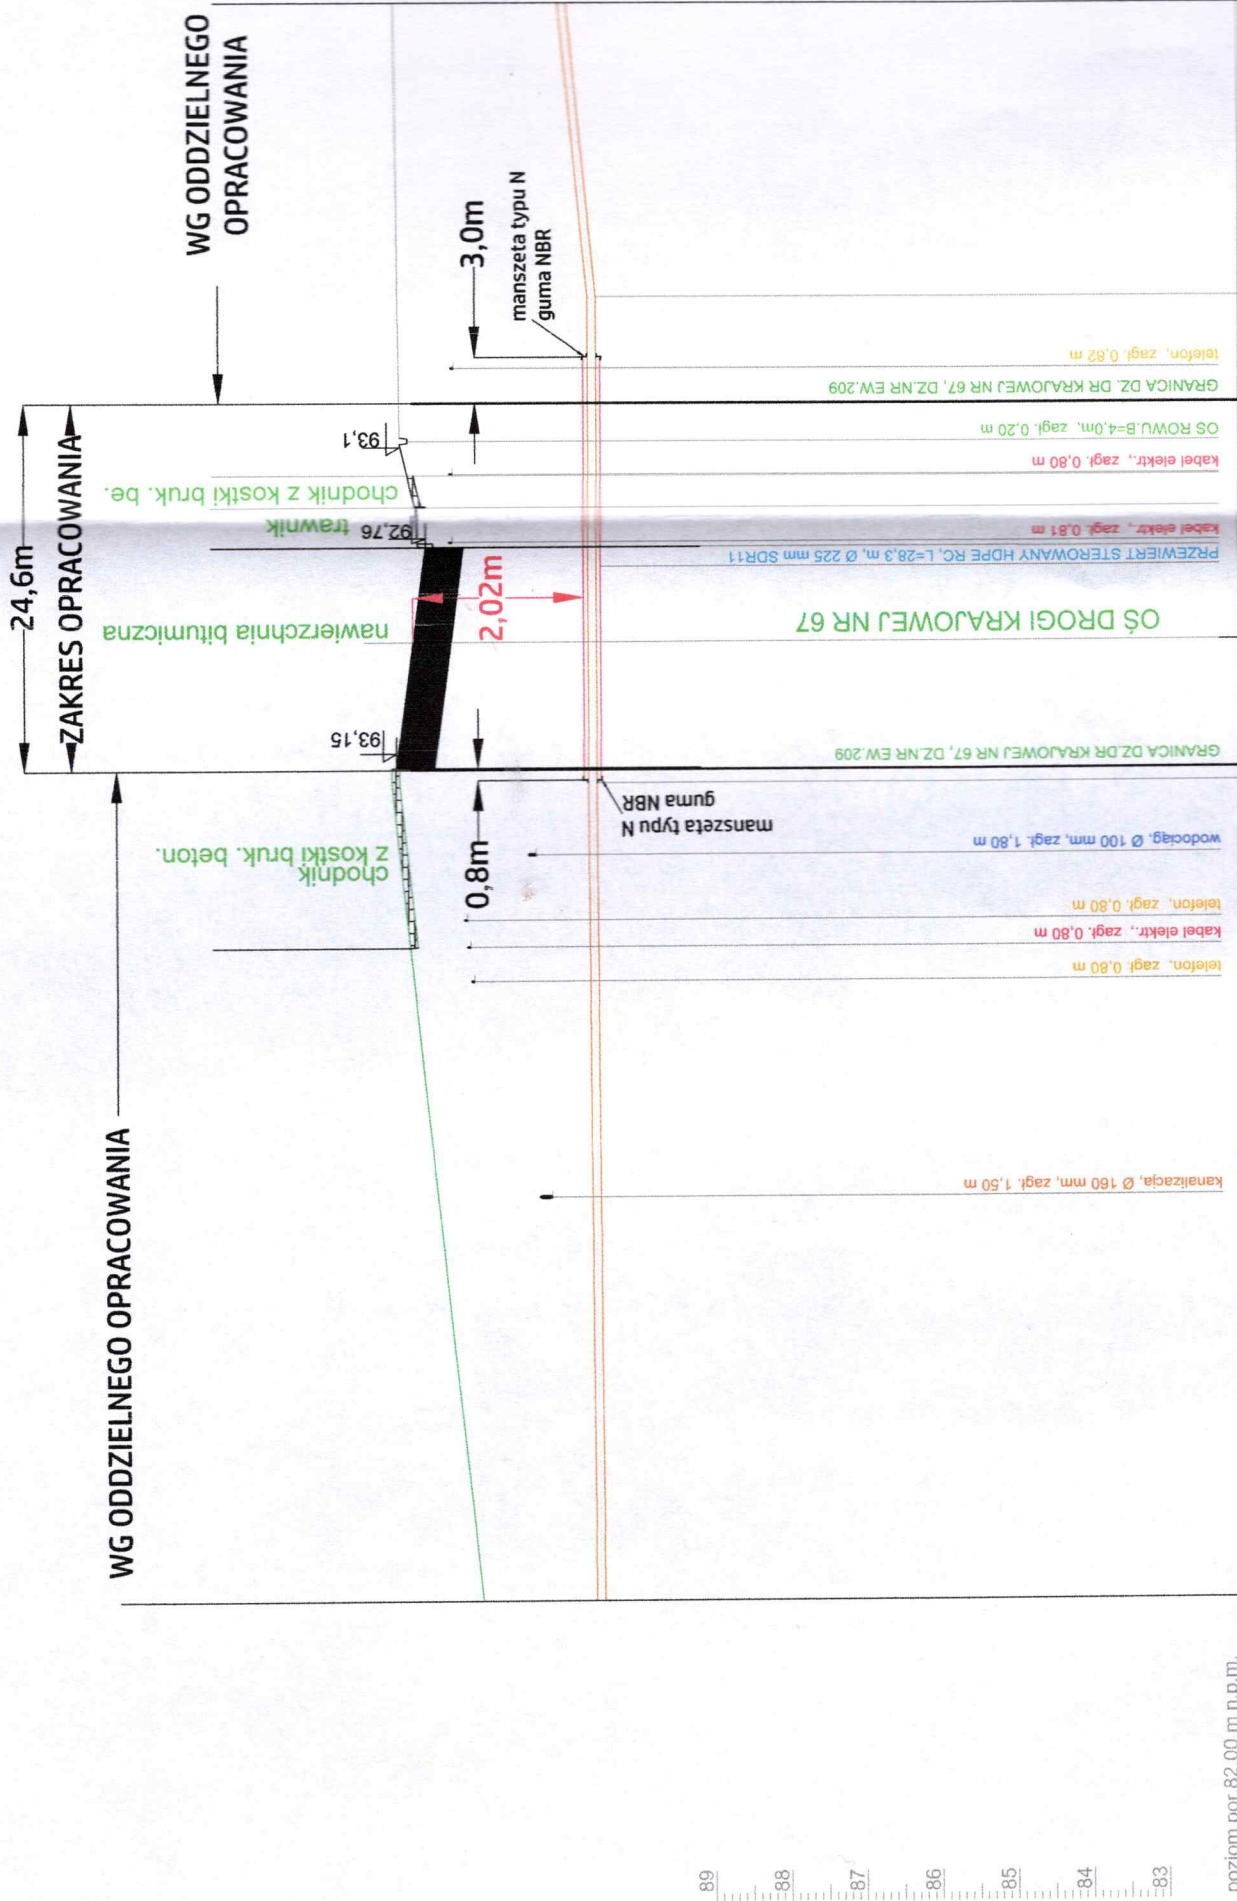 WG ODDZIELNEGO
OPRACOWANIA
24,6m
ZAKRES OPRACOWANIA
WG ODDZIELNEGO OPRACOWANIA
chodnik
z kostki bruk. beton.
93,15
nawierzchnia bitumiczna
trawnik
92,76
chodnik z kostki bruk. be.
93,1
0,8m
2,02m
3,0m
manszeta typu N
guma NBR
manszeta typu N
guma NBR
kanalizacja, Ø 160 mm, zagł. 1,50 m
telefon, zagł. 0,80 m
kabel elektr., zagł. 0,80 m
telefon, zagł. 0,80 m
wodociąg, Ø 100 mm, zagł. 1,80 m
GRANICA DZ.DR KRAJOWEJ NR 67, DZ.NR EW.209
OŚ DROGI KRAJOWEJ NR 67
PRZEWIERT STEROWANY HDPE RC, L=28,3 m, Ø 225 mm SDR11
kabel elektr., zagł. 0,81 m
kabel elektr., zagł. 0,80 m
OŚ ROWU.B=4,0m, zagł. 0,20 m
GRANICA DZ. DR KRAJOWEJ NR 67, DZ.NR EW.209
telefon, zagł. 0,82 m
89
88
87
86
85
84
83
poziom por 82,00 m n.p.m.